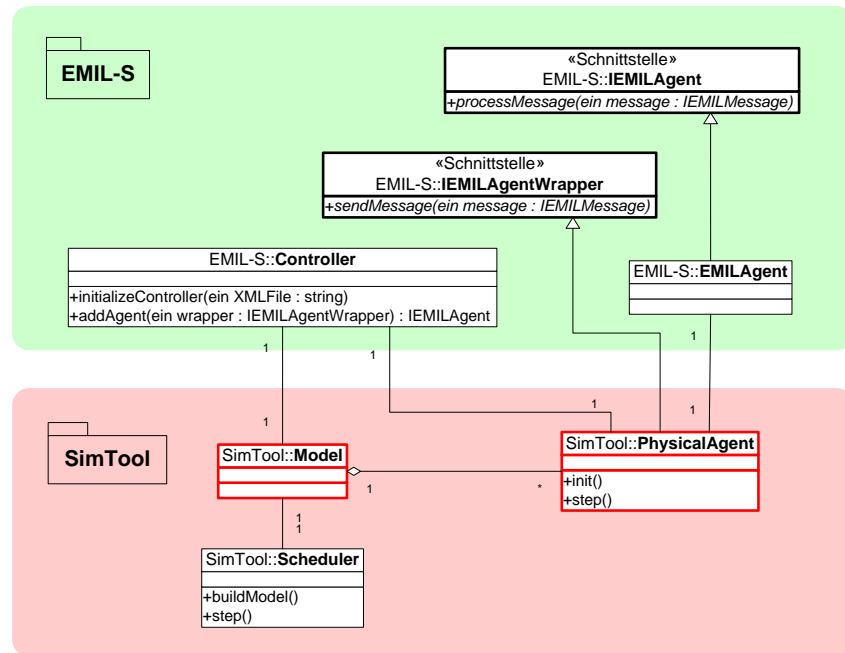 EMIL-S
«Schnittstelle»
EMIL-S::IEMILAgent
+processMessage(ein message : IEMILMessage)
«Schnittstelle»
EMIL-S::IEMILAgentWrapper
+sendMessage(ein message : IEMILMessage)
EMIL-S::Controller
+initializeController(ein XMLFile : string)
+addAgent(ein wrapper : IEMILAgentWrapper) : IEMILAgent
EMIL-S::EMILAgent
1
1
1
1
1
1
SimTool
SimTool::Model
1
*
SimTool::PhysicalAgent
+init()
+step()
1
1
SimTool::Scheduler
+buildModel()
+step()